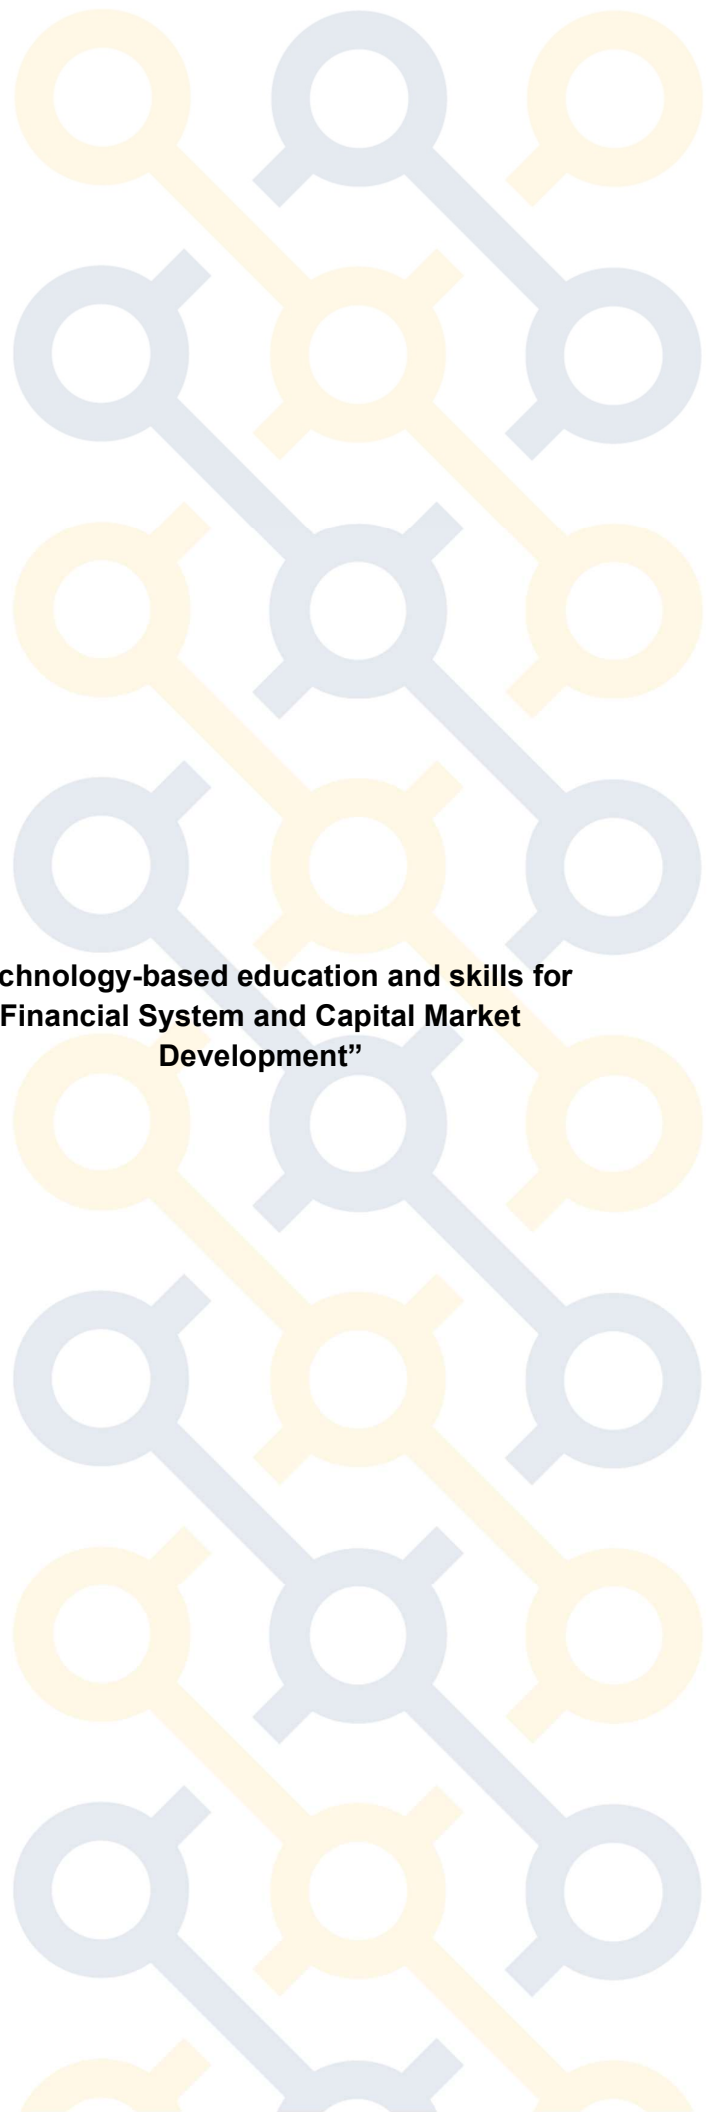 chnology-based education and skills for
Financial System and Capital Market
Development”